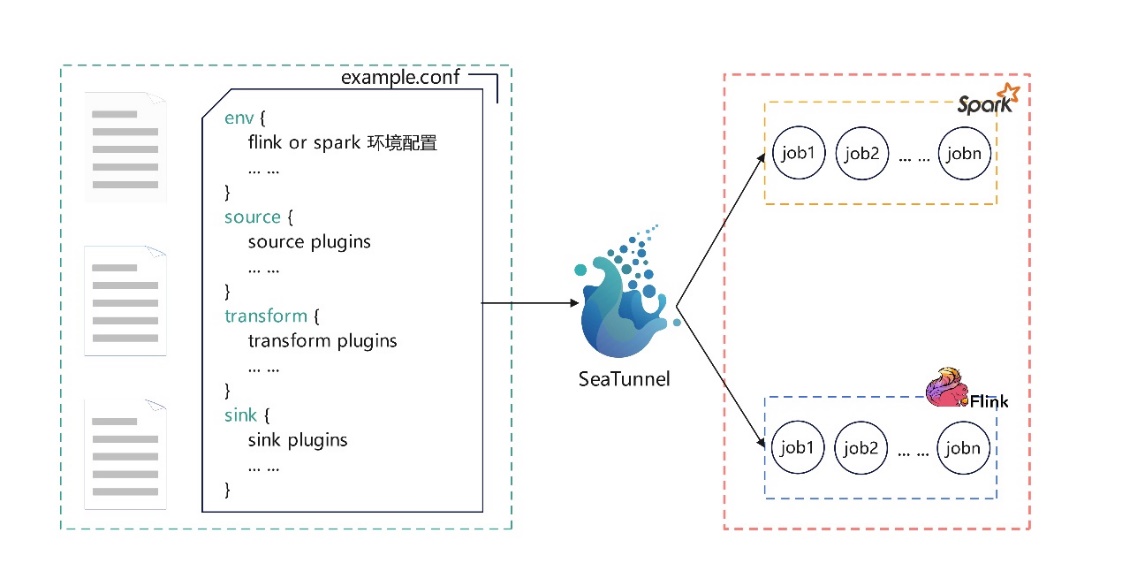 example.conf
env {
flink or spark 环境配置
... ...
}
source {
source plugins
... ...
}
transform {
transform plugins
... ...
}
sink {
sink plugins
... ...
}
SeaTunnel
Spark
job1 job2 ... ... jobn
Flink
job1 job2 ... ... jobn